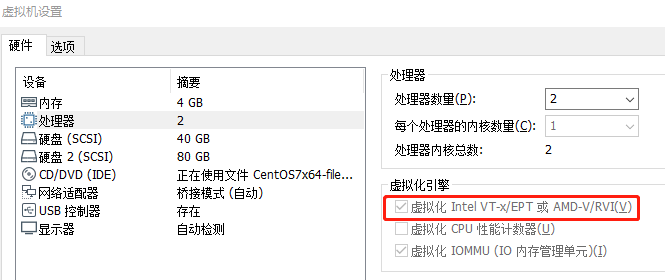 虚拟机设置
硬件 选项
设备 摘要
内存 4 GB
处理器 2
硬盘 (SCSI) 40 GB
硬盘 2 (SCSI) 80 GB
CD/DVD (IDE) 正在使用文件 CentOS7x64-file...
网络适配器 桥接模式 (自动)
USB 控制器 存在
显示器 自动检测
处理器
处理器数量(P): 2
每个处理器的内核数量(C): 1
处理器内核总数: 2
虚拟化引擎
虚拟化 Intel VT-x/EPT 或 AMD-V/RVI(V)
虚拟化 CPU 性能计数器(U)
虚拟化 IOMMU (IO 内存管理单元)(I)